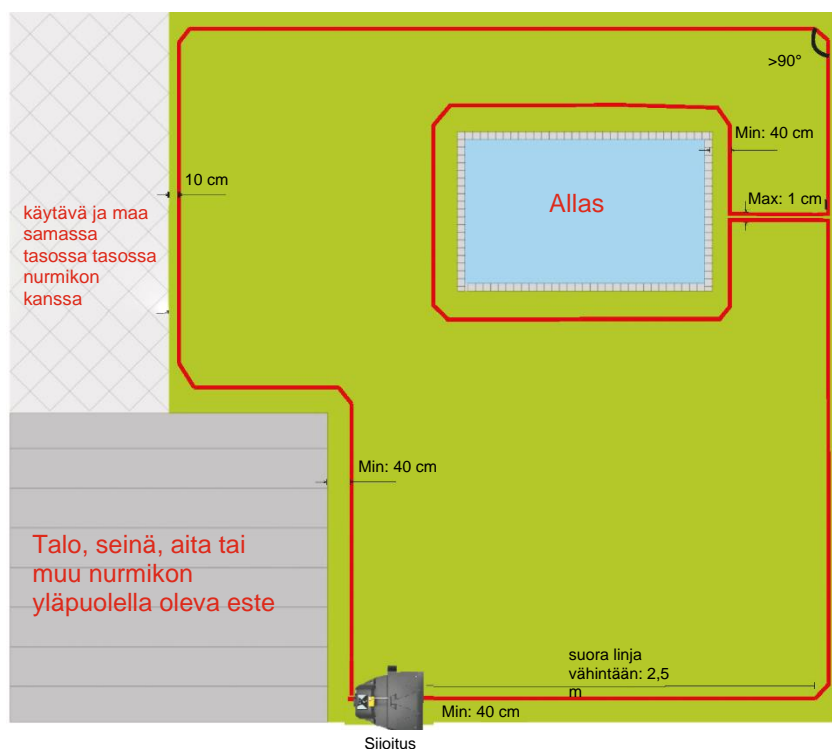 >90°
Min: 40 cm
10 cm
Allas
Max: 1 cm
käytävä ja maa
samassa
tasossa tasossa
nurmikon
kanssa
Min: 40 cm
Talo, seinä, aita tai
muu nurmikon
yläpuolella oleva este
suora linja
vähintään: 2,5
m
Min: 40 cm
Sijoitus